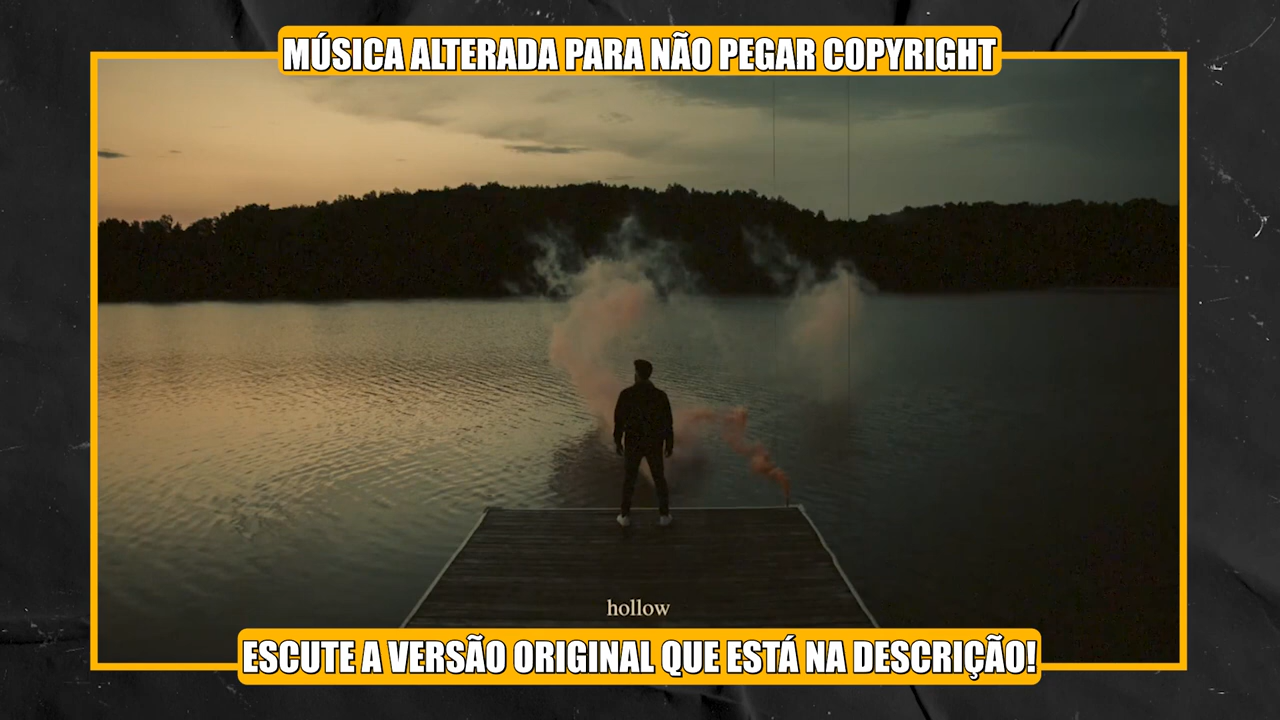 MÚSICA ALTERADA PARA NÃO PEGAR COPYRIGHT
hollow
ESCUTE A VERSÃO ORIGINAL QUE ESTÁ NA DESCRIÇÃO!